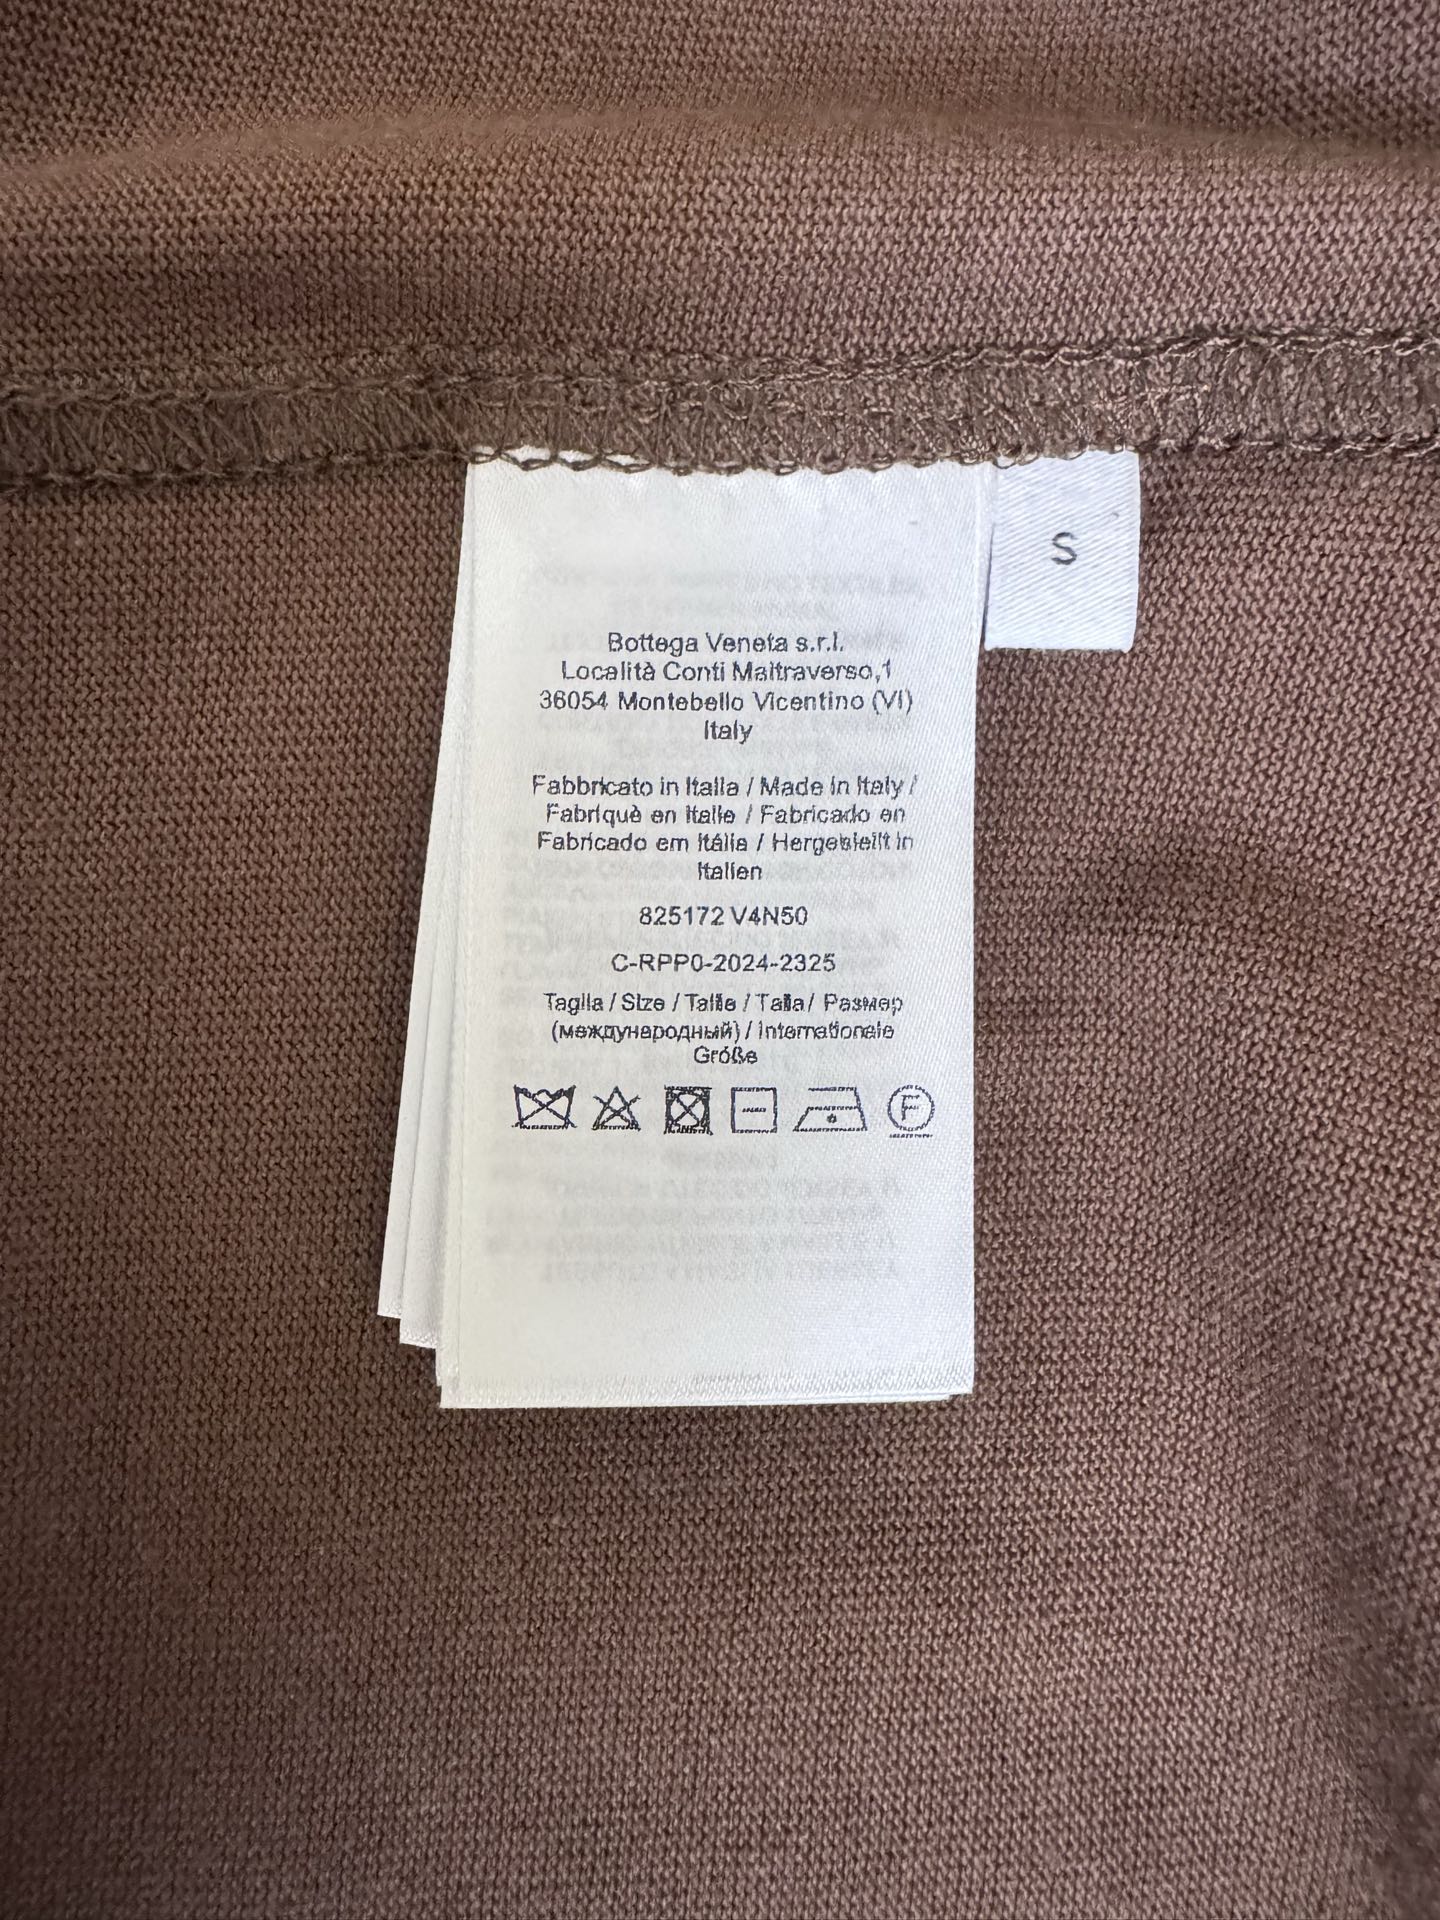 S
Bottega Veneta s.r.l.
Località Conti Maltraverso,1
36054 Montebello Vicentino (VI)
Italy
Fabbricato in Italia / Made in Italy /
Fabriquè en Italie / Fabricado en
Fabricado em Itália / Hergesleillt in
Italien
825172 V4N50
C-RPP0-2024-2325
Taglia / Size / Taille / Talla / Размер
(международный) / Internationale
Größe
F